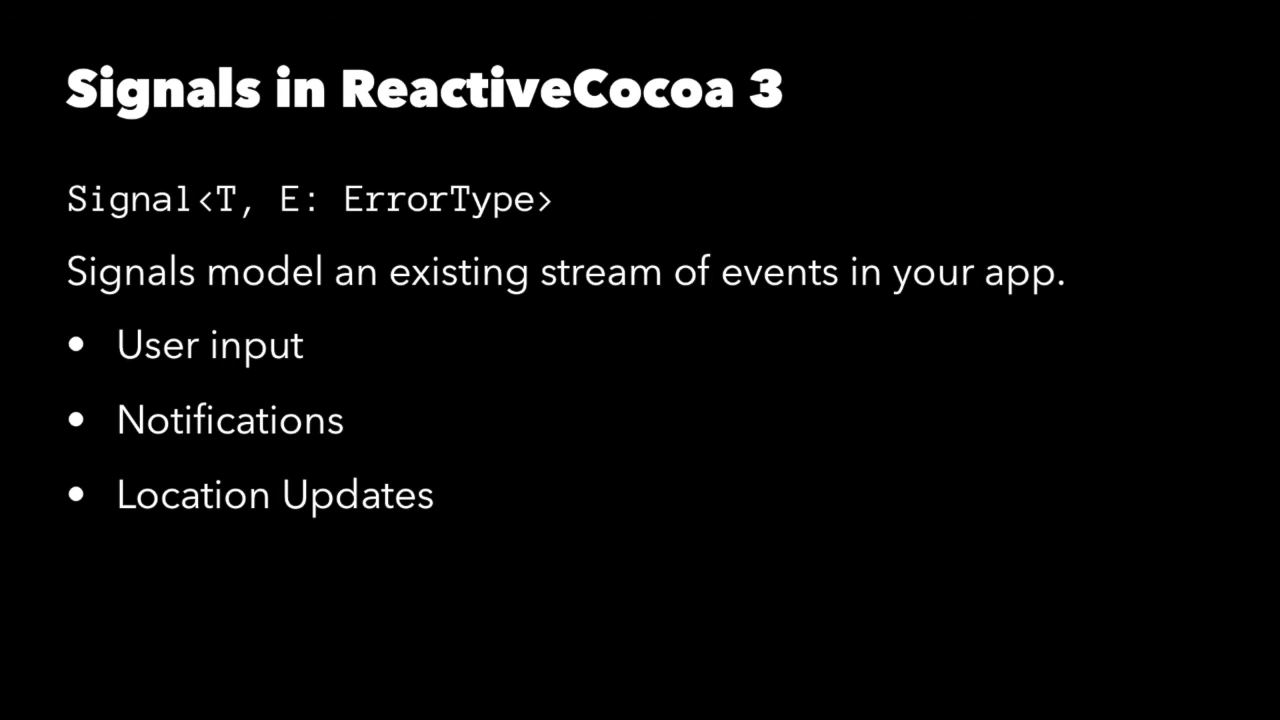 Signals in ReactiveCocoa 3
Signal<T, E: ErrorType>
Signals model an existing stream of events in your app.
• User input
• Notifications
• Location Updates